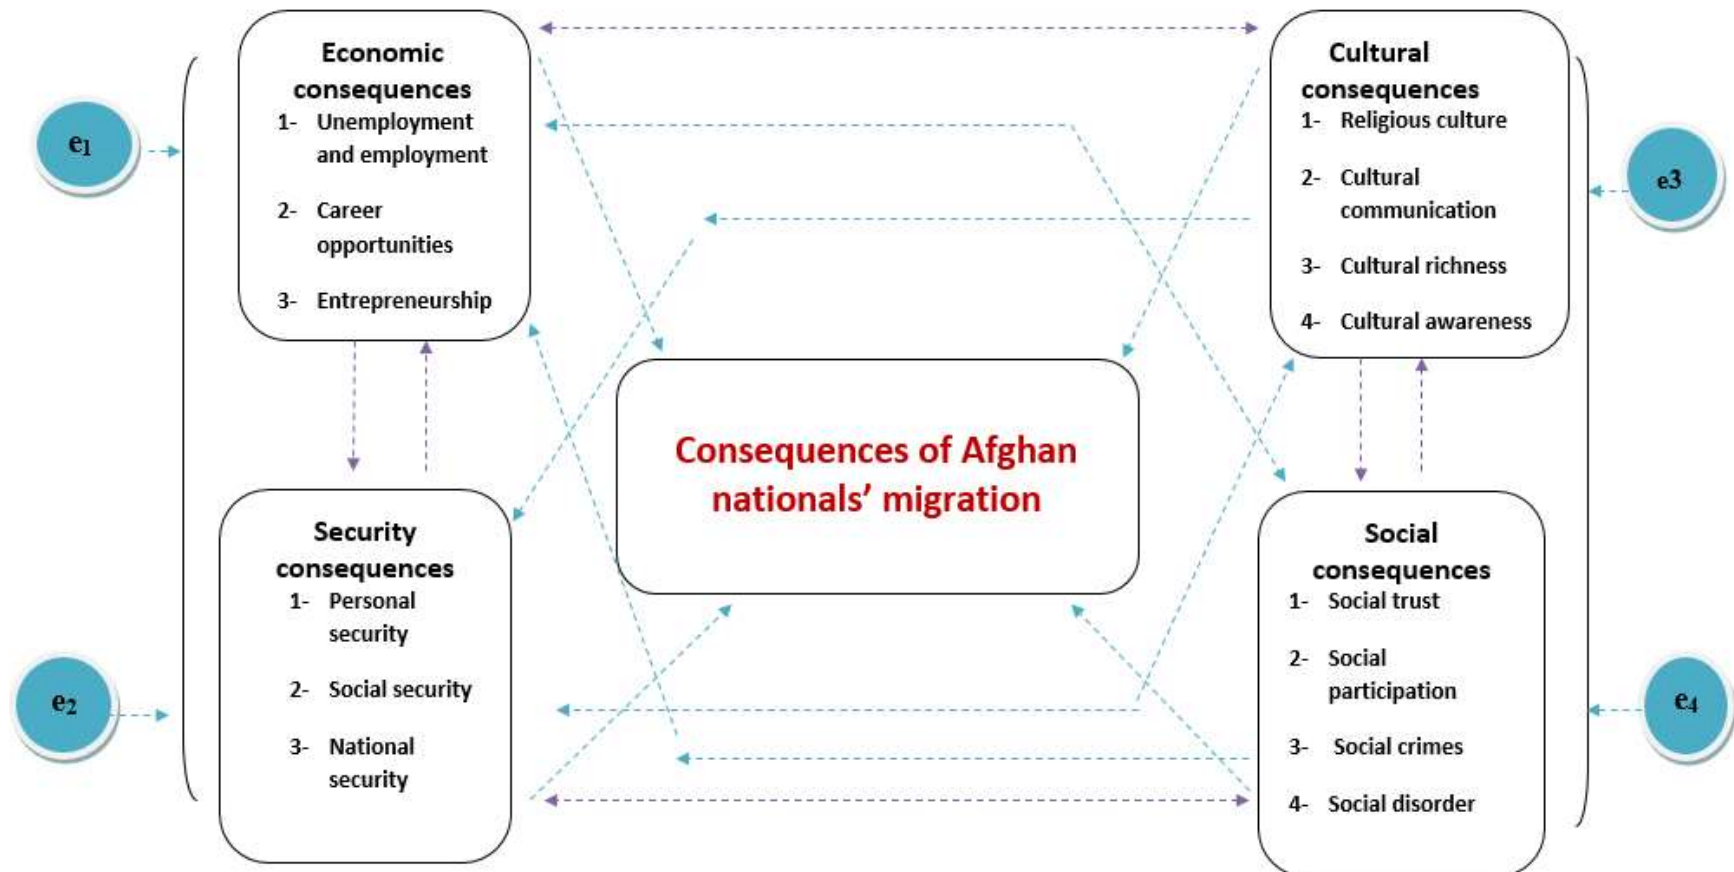 Economic
consequences
1- Unemployment
and employment
2- Career
opportunities
3- Entrepreneurship
Cultural
consequences
1- Religious culture
2- Cultural
communication
3- Cultural richness
4- Cultural awareness
e1
e3
Consequences of Afghan
nationals’ migration
Security
consequences
1- Personal
security
2- Social security
3- National
security
Social
consequences
1- Social trust
2- Social
participation
3- Social crimes
4- Social disorder
e2
e4